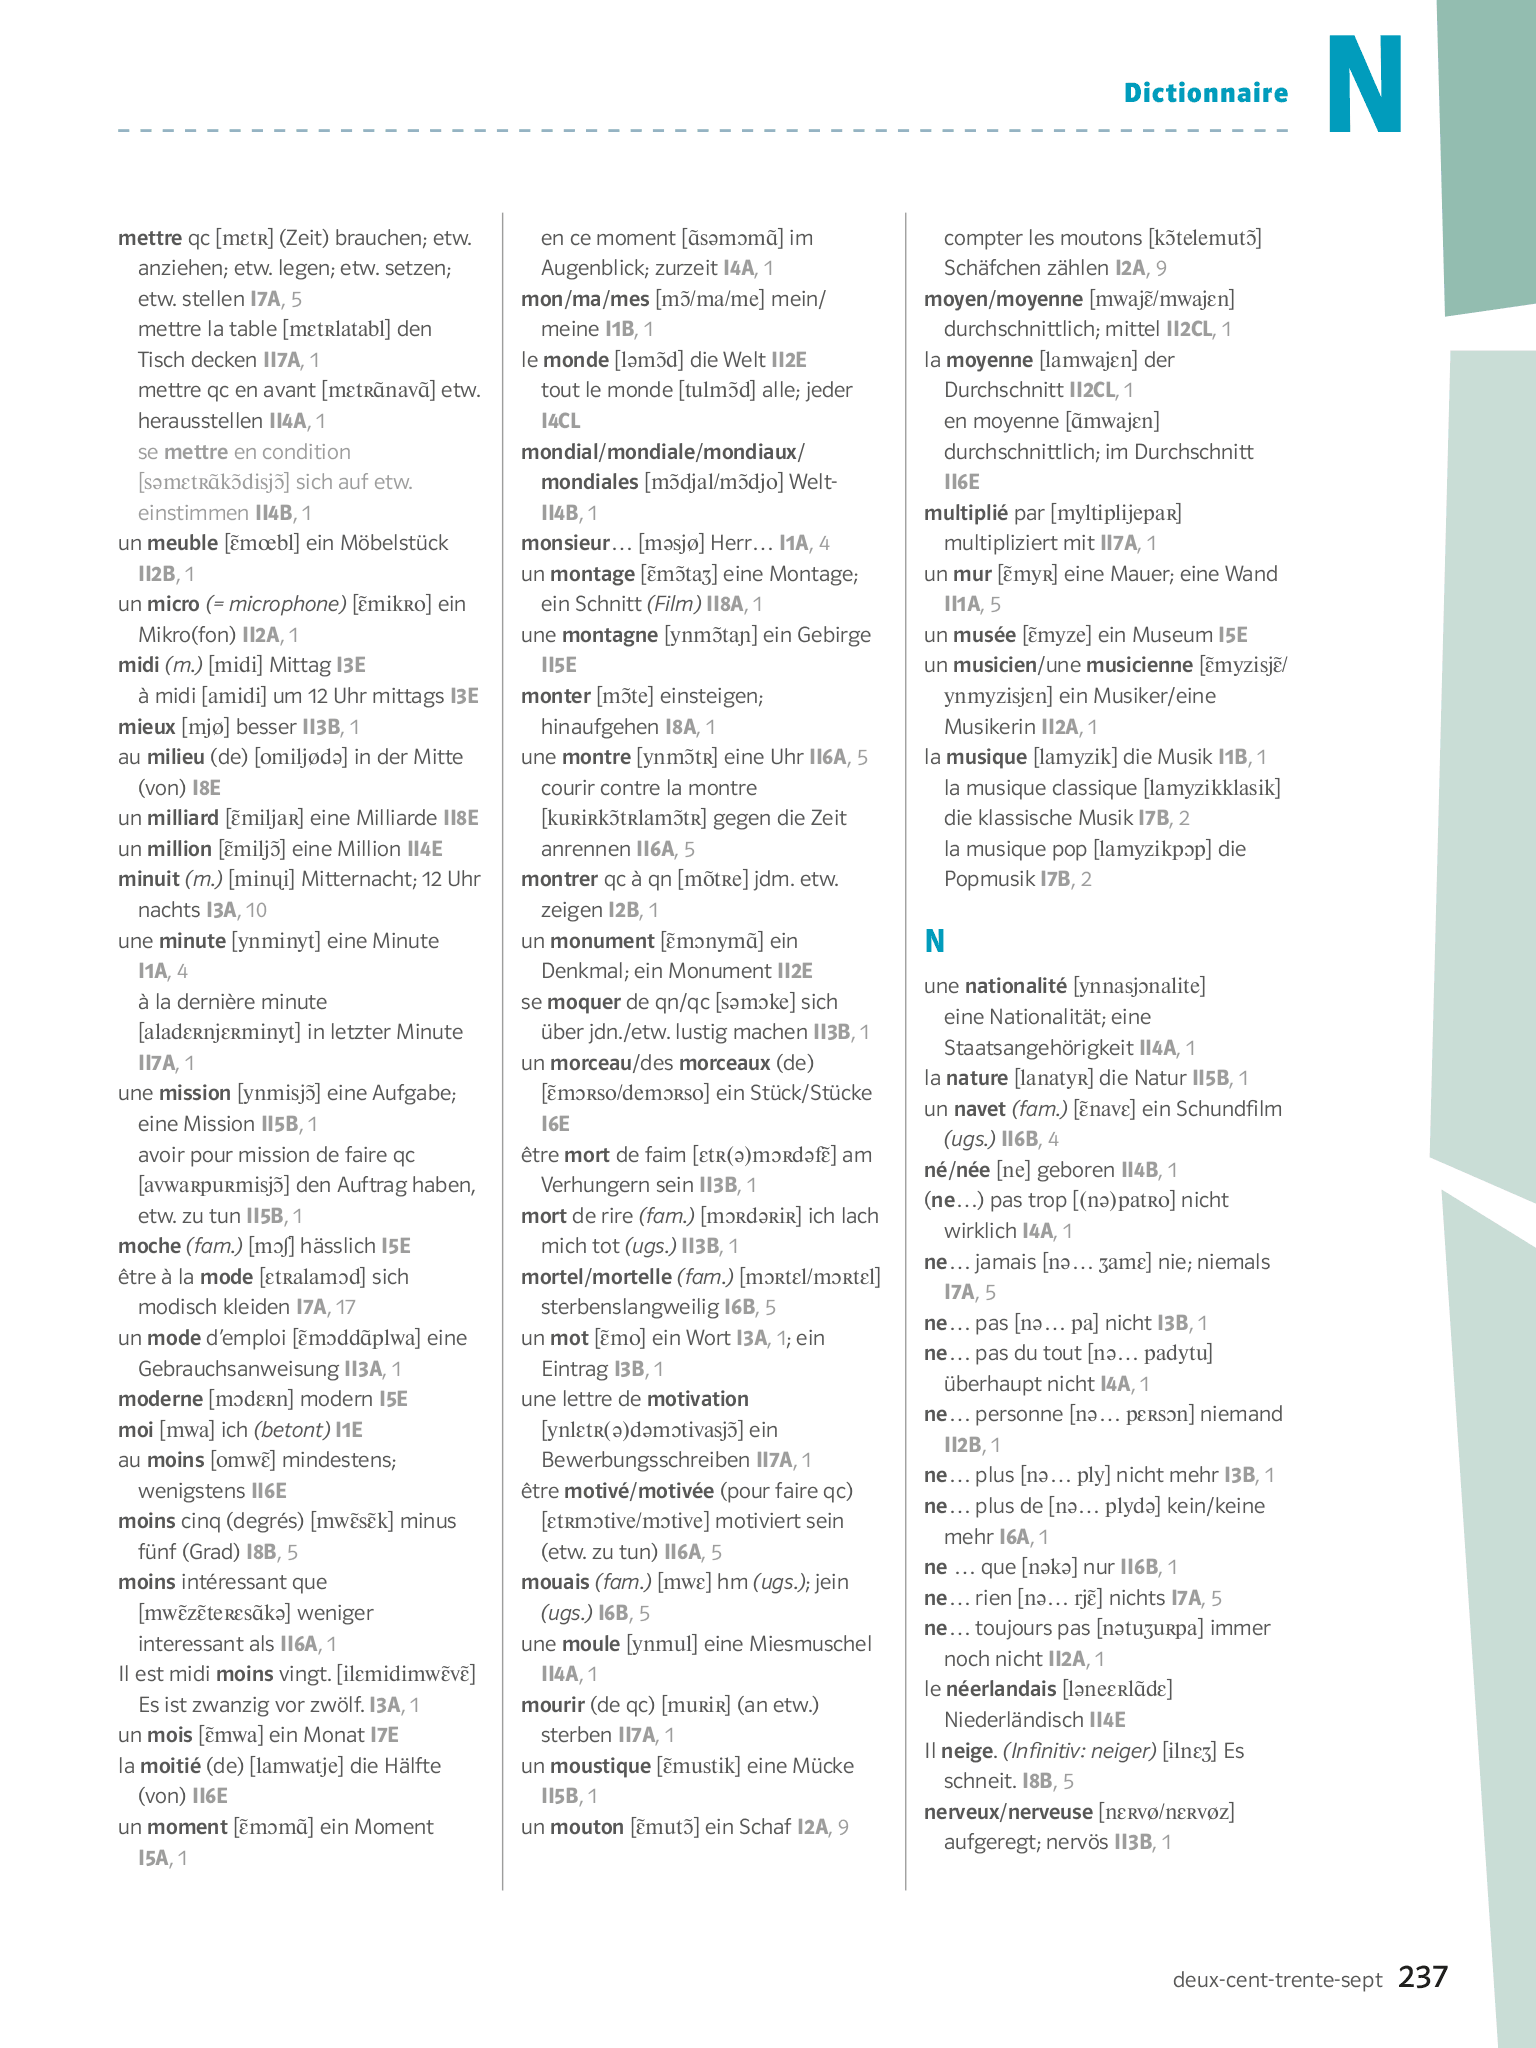 Dictionnaire
N
mettre qc [mɛtʀ] (Zeit) brauchen; etw.
anziehen; etw. legen; etw. setzen;
etw. stellen I7A, 5
mettre la table [mɛtʀlatabl] den
Tisch decken II7A, 1
mettre qc en avant [mɛtʀɑ̃navɑ̃] etw.
herausstellen II4A, 1
se mettre en condition
[səmɛtʀɑ̃kɔ̃disjɔ̃] sich auf etw.
einstimmen II4B, 1
un meuble [ɛ̃mœbl] ein Möbelstück
II2B, 1
un micro (= microphone) [ɛ̃mikʀo] ein
Mikro(fon) II2A, 1
midi (m.) [midi] Mittag I3E
à midi [amidi] um 12 Uhr mittags I3E
mieux [mjø] besser II3B, 1
au milieu (de) [omiljødə] in der Mitte
(von) I8E
un milliard [ɛ̃miljaʀ] eine Milliarde II8E
un million [ɛ̃miljɔ̃] eine Million II4E
minuit (m.) [minɥi] Mitternacht; 12 Uhr
nachts I3A, 10
une minute [ynminyt] eine Minute
I1A, 4
à la dernière minute
[aladɛʀnjɛʀminyt] in letzter Minute
II7A, 1
une mission [ynmisjɔ̃] eine Aufgabe;
eine Mission II5B, 1
avoir pour mission de faire qc
[avwaʀpuʀmisjɔ̃] den Auftrag haben,
etw. zu tun II5B, 1
moche (fam.) [mɔʃ] hässlich I5E
être à la mode [ɛtʀalamɔd] sich
modisch kleiden I7A, 17
un mode d’emploi [ɛ̃mɔddɑ̃plwa] eine
Gebrauchsanweisung II3A, 1
moderne [mɔdɛʀn] modern I5E
moi [mwa] ich (betont) I1E
au moins [omwɛ̃] mindestens;
wenigstens II6E
moins cinq (degrés) [mwɛ̃sɛ̃k] minus
fünf (Grad) I8B, 5
moins intéressant que
[mwɛ̃zɛ̃teʀɛsɑ̃kə] weniger
interessant als II6A, 1
Il est midi moins vingt. [ilɛmidimwɛ̃vɛ̃]
Es ist zwanzig vor zwölf. I3A, 1
un mois [ɛ̃mwa] ein Monat I7E
la moitié (de) [lamwatje] die Hälfte
(von) II6E
un moment [ɛ̃mɔmɑ̃] ein Moment
I5A, 1
en ce moment [ɑ̃səmɔmɑ̃] im
Augenblick; zurzeit I4A, 1
mon/ma/mes [mɔ̃/ma/me] mein/
meine I1B, 1
le monde [ləmɔ̃d] die Welt II2E
tout le monde [tulmɔ̃d] alle; jeder
I4CL
mondial/mondiale/mondiaux/
mondiales [mɔ̃djal/mɔ̃djo] Welt-
II4B, 1
monsieur… [məsjø] Herr… I1A, 4
un montage [ɛ̃mɔ̃taʒ] eine Montage;
ein Schnitt (Film) II8A, 1
une montagne [ynmɔ̃taɲ] ein Gebirge
II5E
monter [mɔ̃te] einsteigen;
hinaufgehen I8A, 1
une montre [ynmɔ̃tʀ] eine Uhr II6A, 5
courir contre la montre
[kuʀiʀkɔ̃tʀlamɔ̃tʀ] gegen die Zeit
anrennen II6A, 5
montrer qc à qn [mõtʀe] jdm. etw.
zeigen I2B, 1
un monument [ɛ̃mɔnymɑ̃] ein
Denkmal; ein Monument II2E
se moquer de qn/qc [səmɔke] sich
über jdn./etw. lustig machen II3B, 1
un morceau/des morceaux (de)
[ɛ̃mɔʀso/demɔʀso] ein Stück/Stücke
I6E
être mort de faim [ɛtʀ(ə)mɔʀdəfɛ̃] am
Verhungern sein II3B, 1
mort de rire (fam.) [mɔʀdəʀiʀ] ich lach
mich tot (ugs.) II3B, 1
mortel/mortelle (fam.) [mɔʀtɛl/mɔʀtɛl]
sterbenslangweilig I6B, 5
un mot [ɛ̃mo] ein Wort I3A, 1; ein
Eintrag I3B, 1
une lettre de motivation
[ynlɛtʀ(ə)dəmɔtivasjɔ̃] ein
Bewerbungsschreiben II7A, 1
être motivé/motivée (pour faire qc)
[ɛtʀmɔtive/mɔtive] motiviert sein
(etw. zu tun) II6A, 5
mouais (fam.) [mwɛ] hm (ugs.); jein
(ugs.) I6B, 5
une moule [ynmul] eine Miesmuschel
II4A, 1
mourir (de qc) [muʀiʀ] (an etw.)
sterben II7A, 1
un moustique [ɛ̃mustik] eine Mücke
II5B, 1
un mouton [ɛ̃mutɔ̃] ein Schaf I2A, 9
compter les moutons [kɔ̃telemutɔ̃]
Schäfchen zählen I2A, 9
moyen/moyenne [mwajɛ̃/mwajɛn]
durchschnittlich; mittel II2CL, 1
la moyenne [lamwajɛn] der
Durchschnitt II2CL, 1
en moyenne [ɑ̃mwajɛn]
durchschnittlich; im Durchschnitt
II6E
multiplié par [myltiplijepaʀ]
multipliziert mit II7A, 1
un mur [ɛ̃myʀ] eine Mauer; eine Wand
II1A, 5
un musée [ɛ̃myze] ein Museum I5E
un musicien/une musicienne [ɛ̃myzisjɛ̃/
ynmyzisjɛn] ein Musiker/eine
Musikerin II2A, 1
la musique [lamyzik] die Musik I1B, 1
la musique classique [lamyzikklasik]
die klassische Musik I7B, 2
la musique pop [lamyzikpɔp] die
Popmusik I7B, 2
N
une nationalité [ynnasjɔnalite]
eine Nationalität; eine
Staatsangehörigkeit II4A, 1
la nature [lanatyʀ] die Natur II5B, 1
un navet (fam.) [ɛ̃navɛ] ein Schundfilm
(ugs.) II6B, 4
né/née [ne] geboren II4B, 1
(ne…) pas trop [(nə)patʀo] nicht
wirklich I4A, 1
ne… jamais [nə… ʒamɛ] nie; niemals
I7A, 5
ne… pas [nə… pa] nicht I3B, 1
ne… pas du tout [nə… padytu]
überhaupt nicht I4A, 1
ne… personne [nə… pɛʀsɔn] niemand
II2B, 1
ne… plus [nə… ply] nicht mehr I3B, 1
ne… plus de [nə… plydə] kein/keine
mehr I6A, 1
ne … que [nəkə] nur II6B, 1
ne… rien [nə… rjɛ̃] nichts I7A, 5
ne… toujours pas [nətuʒuʀpa] immer
noch nicht II2A, 1
le néerlandais [ləneɛʀlɑ̃dɛ]
Niederländisch II4E
Il neige. (Infinitiv: neiger) [ilnɛʒ] Es
schneit. I8B, 5
nerveux/nerveuse [nɛʀvø/nɛʀvøz]
aufgeregt; nervös II3B, 1
deux-cent-trente-sept 237